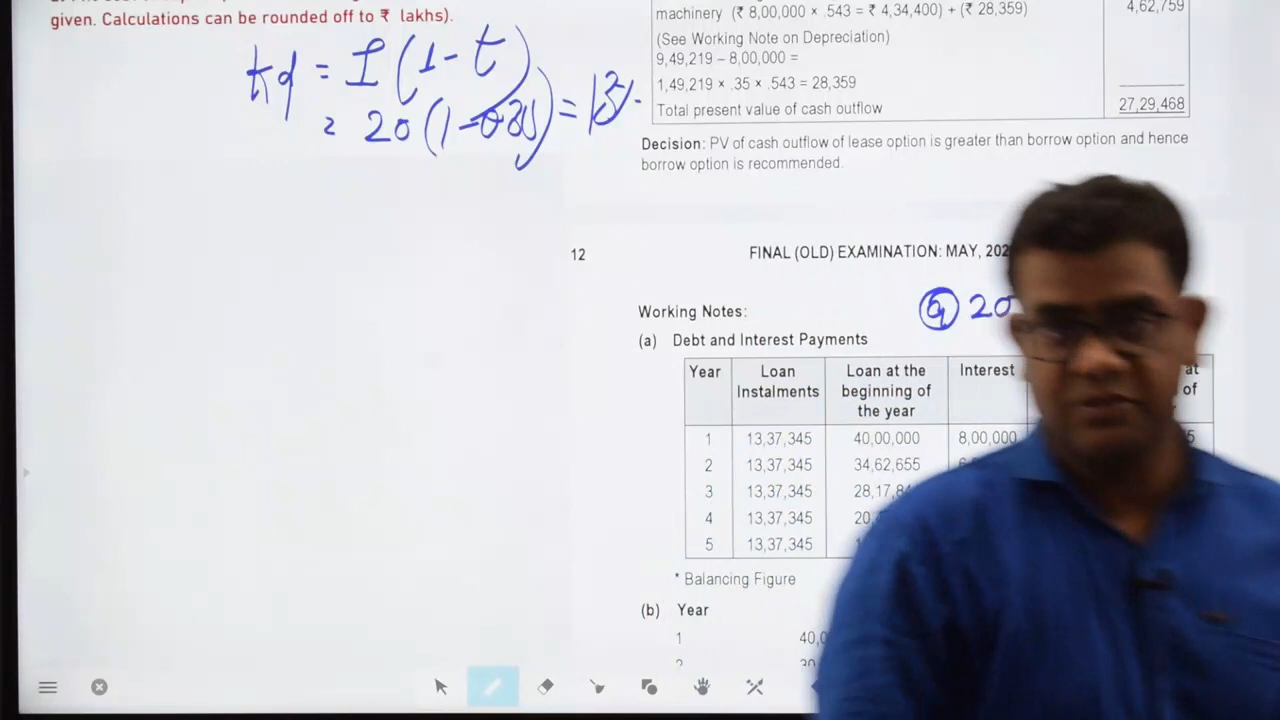 given. Calculations can be rounded off to ₹ lakhs).
kd = I (1 - t)
= 20 (1 - 0.35) = 13%.
machinery (₹ 8,00,000 × .543 = ₹ 4,34,400) + (₹ 28,359) 4,62,759
(See Working Note on Depreciation)
9,49,219 – 8,00,000 =
1,49,219 × .35 × .543 = 28,359
Total present value of cash outflow 27,29,468
Decision: PV of cash outflow of lease option is greater than borrow option and hence
borrow option is recommended.
12 FINAL (OLD) EXAMINATION: MAY,
Working Notes: 20
(a) Debt and Interest Payments
Year Loan Loan at the Interest at
Instalments beginning of of
the year
1 13,37,345 40,00,000 8,00,000
2 13,37,345 34,62,655
3 13,37,345
4 13,37,345
5 13,37,345
* Balancing Figure
(b) Year
1
2